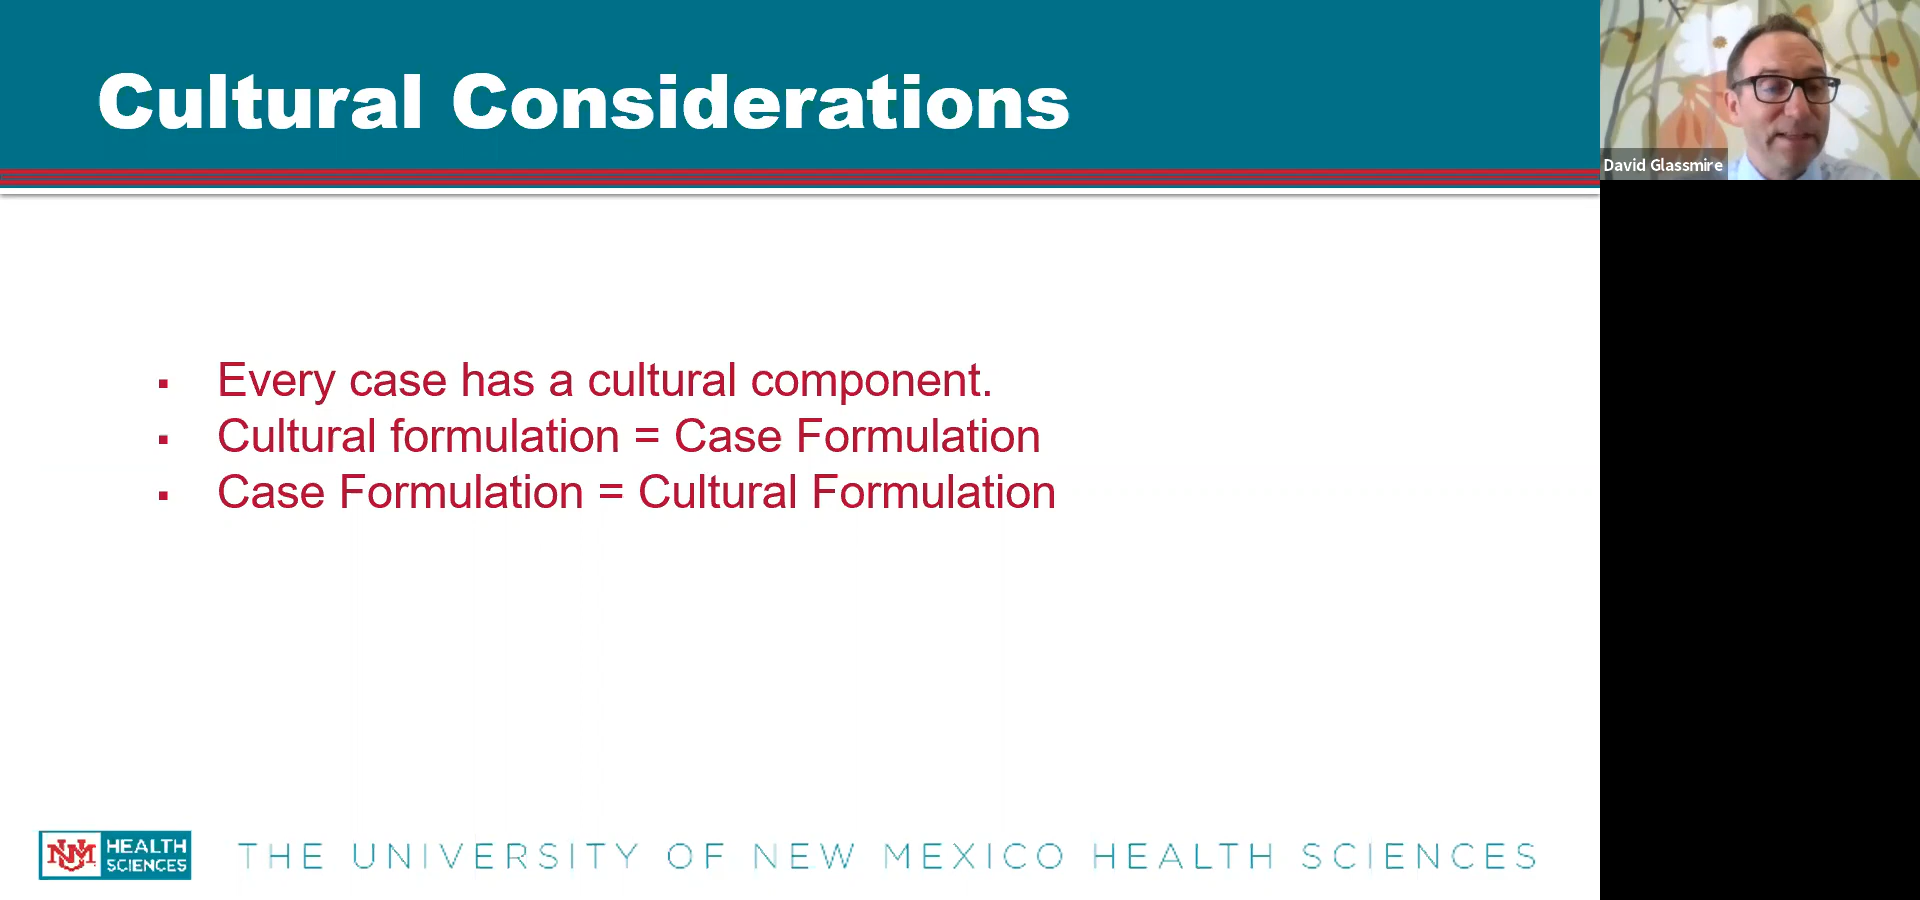 Cultural Considerations
David Glassmire
▪ Every case has a cultural component.
▪ Cultural formulation = Case Formulation
▪ Case Formulation = Cultural Formulation
UNM HEALTH SCIENCES
THE UNIVERSITY OF NEW MEXICO HEALTH SCIENCES